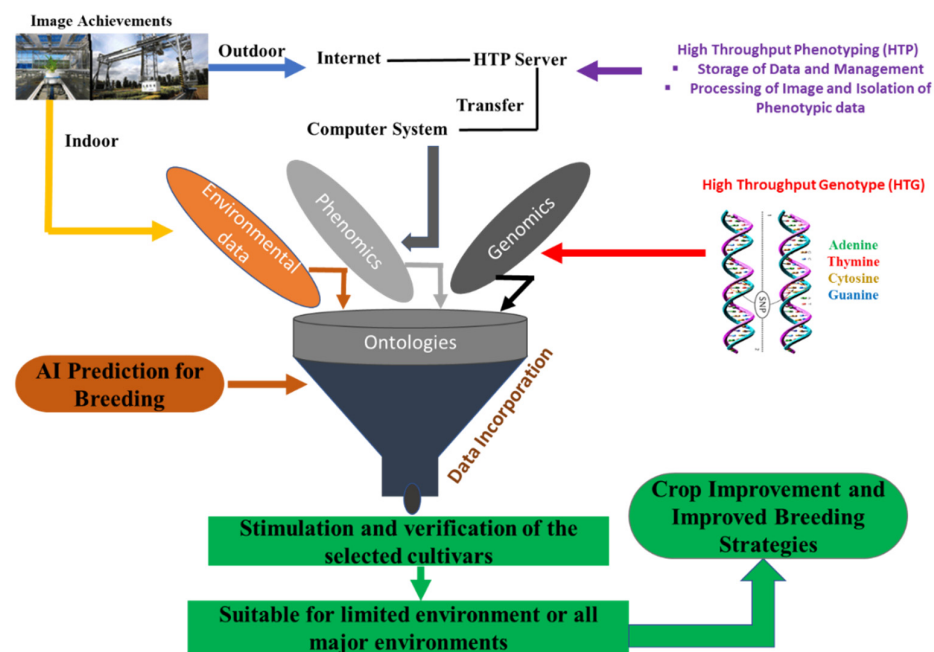 Image Achievements
Outdoor
Internet
HTP Server
Transfer
Computer System
Indoor
High Throughput Phenotyping (HTP)
▪ Storage of Data and Management
▪ Processing of Image and Isolation of
Phenotypic data
Environmental
data
Phenomics
Genomics
High Throughput Genotype (HTG)
Adenine
Thymine
Cytosine
Guanine
SNP
Ontologies
AI Prediction for
Breeding
Data Incorporation
Stimulation and verification of the
selected cultivars
Crop Improvement and
Improved Breeding
Strategies
Suitable for limited environment or all
major environments